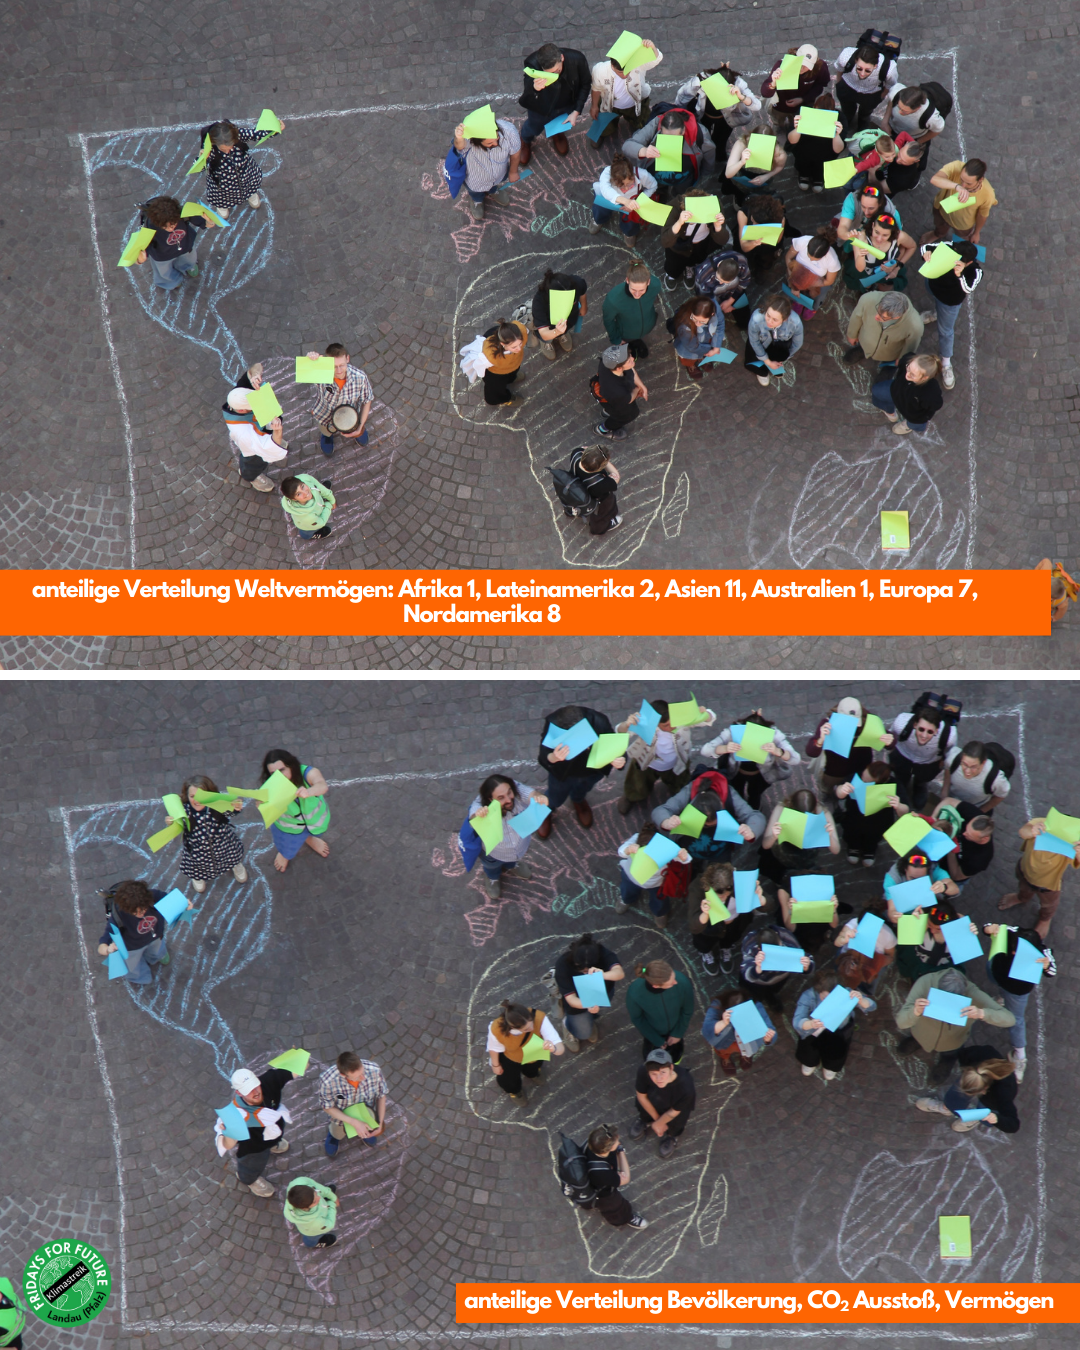 anteilige Verteilung Weltvermögen: Afrika 1, Lateinamerika 2, Asien 11, Australien 1, Europa 7,
Nordamerika 8
FRIDAYS FOR FUTURE
Klimastreik
Landau (Pfalz)
anteilige Verteilung Bevölkerung, CO₂ Ausstoß, Vermögen